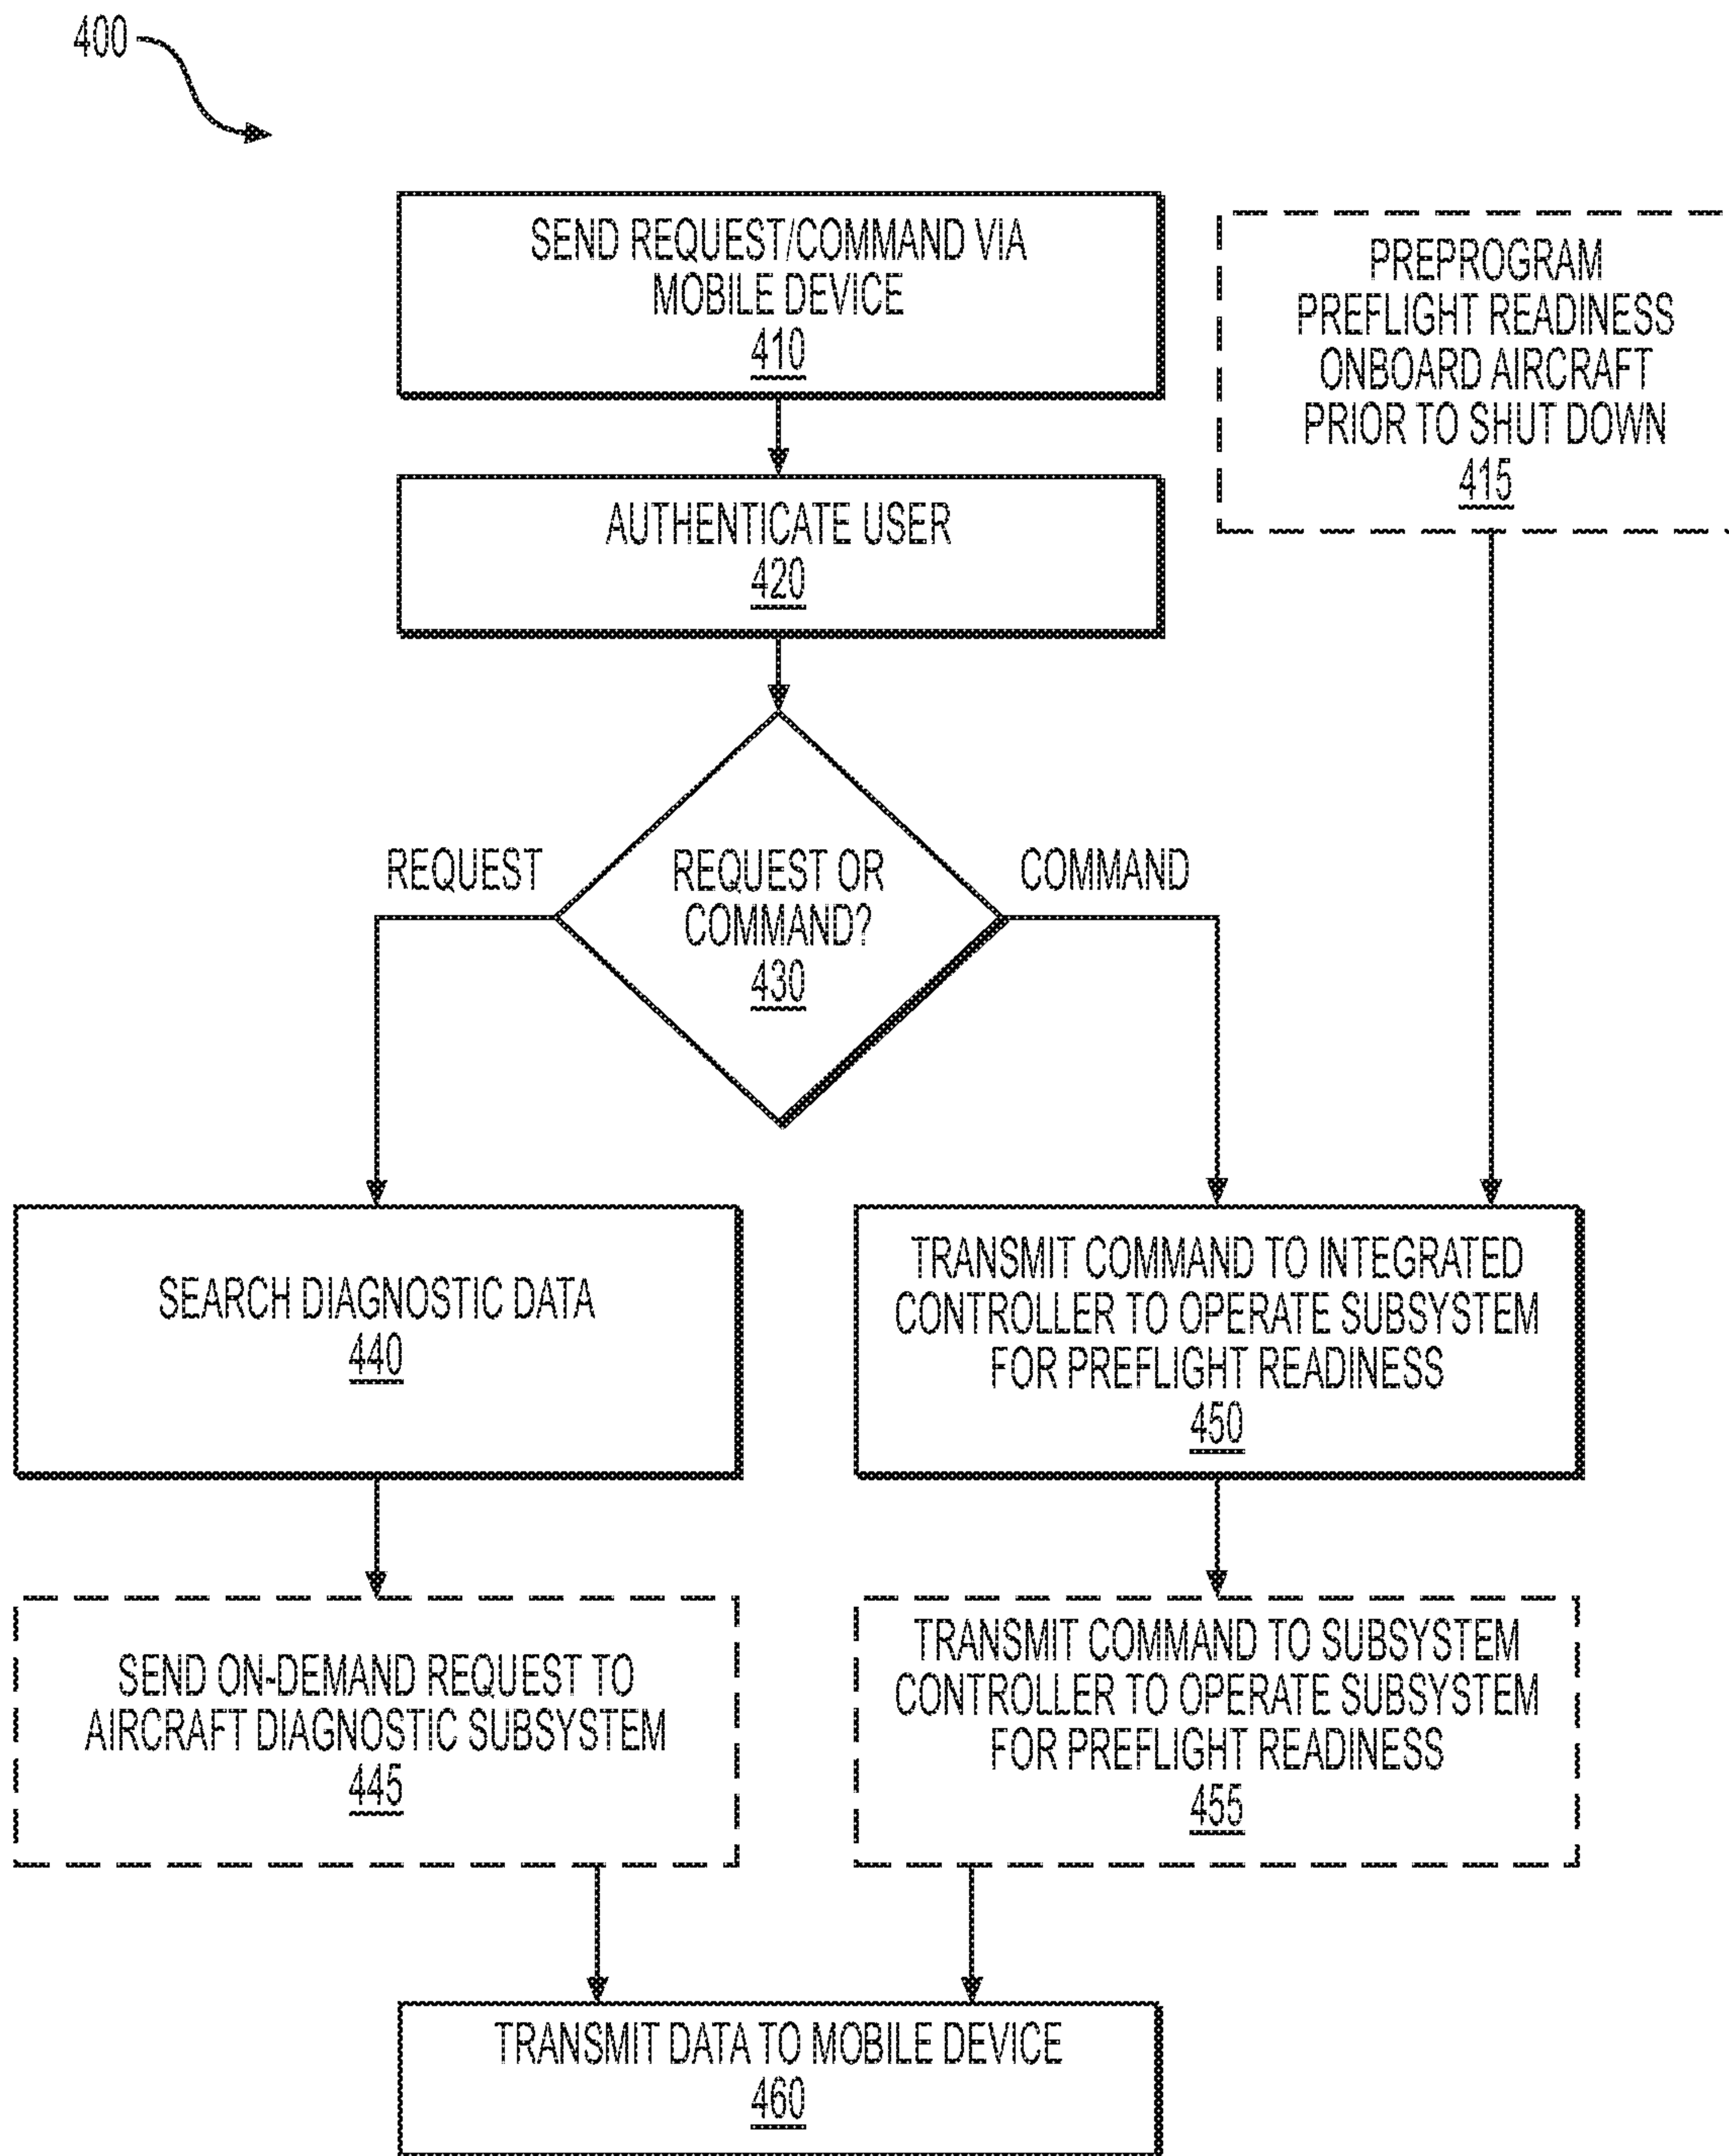 400
SEND REQUEST/COMMAND VIA
MOBILE DEVICE
410
PREPROGRAM
PREFLIGHT READINESS
ONBOARD AIRCRAFT
PRIOR TO SHUT DOWN
415
AUTHENTICATE USER
420
REQUEST
REQUEST OR
COMMAND?
430
COMMAND
SEARCH DIAGNOSTIC DATA
440
TRANSMIT COMMAND TO INTEGRATED
CONTROLLER TO OPERATE SUBSYSTEM
FOR PREFLIGHT READINESS
450
SEND ON-DEMAND REQUEST TO
AIRCRAFT DIAGNOSTIC SUBSYSTEM
445
TRANSMIT COMMAND TO SUBSYSTEM
CONTROLLER TO OPERATE SUBSYSTEM
FOR PREFLIGHT READINESS
455
TRANSMIT DATA TO MOBILE DEVICE
460